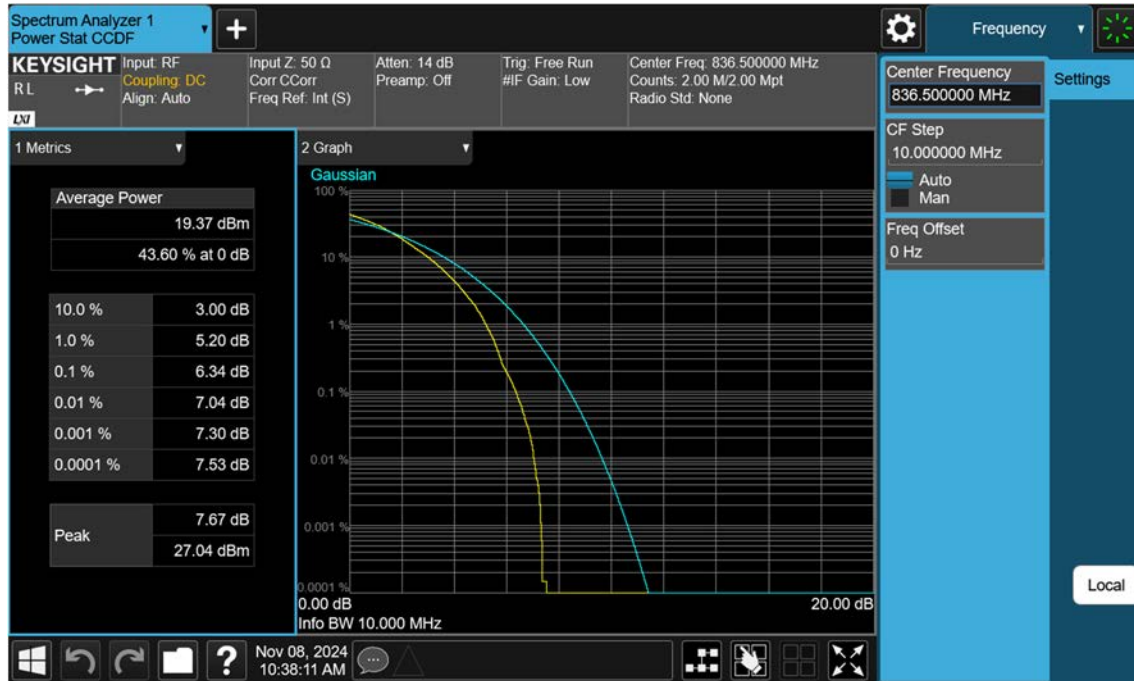 Spectrum Analyzer 1
Power Stat CCDF
+
Frequency
KEYSIGHT
RL
LXI
Input: RF
Coupling: DC
Align: Auto
Input Z: 50 Ω
Corr CCorr
Freq Ref: Int (S)
Atten: 14 dB
Preamp: Off
Trig: Free Run
#IF Gain: Low
Center Freq: 836.500000 MHz
Counts: 2.00 M/2.00 Mpt
Radio Std: None
1 Metrics
Average Power
19.37 dBm
43.60 % at 0 dB
10.0 % 3.00 dB
1.0 % 5.20 dB
0.1 % 6.34 dB
0.01 % 7.04 dB
0.001 % 7.30 dB
0.0001 % 7.53 dB
Peak
7.67 dB
27.04 dBm
2 Graph
Gaussian
100 %
10 %
1 %
0.1 %
0.01 %
0.001 %
0.0001 %
0.00 dB 20.00 dB
Info BW 10.000 MHz
Center Frequency
836.500000 MHz
Settings
CF Step
10.000000 MHz
Auto
Man
Freq Offset
0 Hz
Local
?
Nov 08, 2024
10:38:11 AM